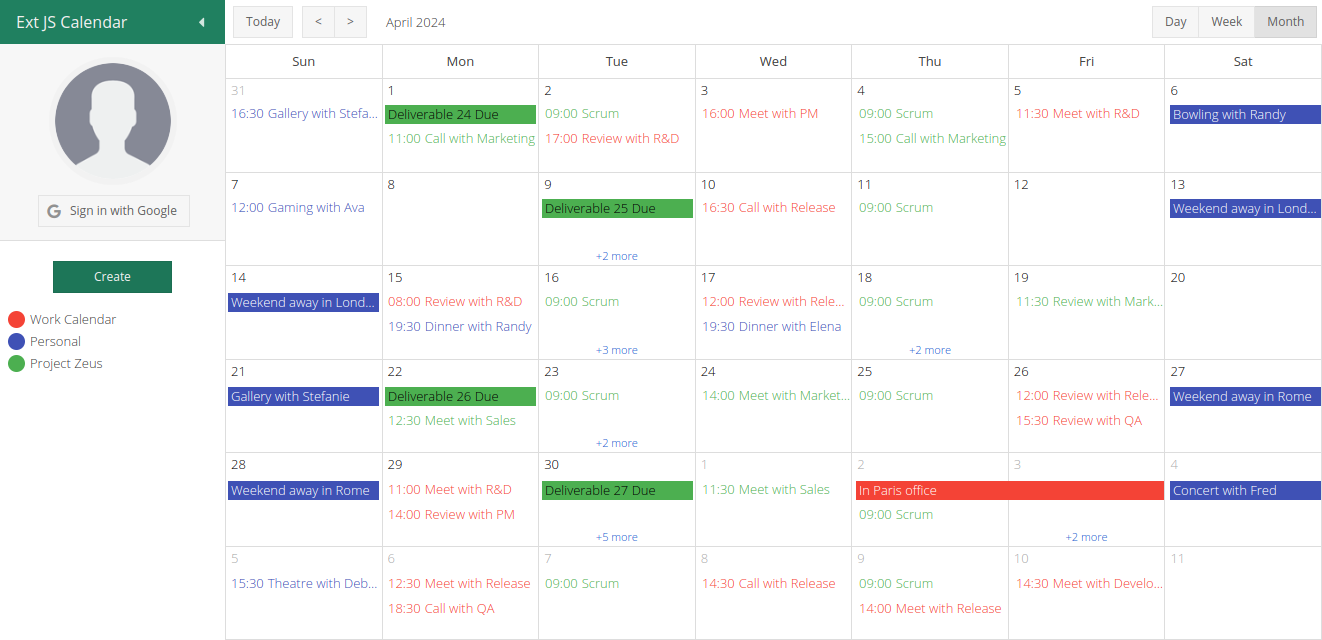 Ext JS Calendar
Sign in with Google
Create
Work Calendar
Personal
Project Zeus
Today < > April 2024 Day Week Month
Sun Mon Tue Wed Thu Fri Sat
31 1 2 3 4 5 6
16:30 Gallery with Stefa... Deliverable 24 Due 09:00 Scrum 16:00 Meet with PM 09:00 Scrum 11:30 Meet with R&D Bowling with Randy
11:00 Call with Marketing 17:00 Review with R&D 15:00 Call with Marketing
7 8 9 10 11 12 13
12:00 Gaming with Ava Deliverable 25 Due 16:30 Call with Release 09:00 Scrum Weekend away in Lond...
+2 more
14 15 16 17 18 19 20
Weekend away in Lond... 08:00 Review with R&D 09:00 Scrum 12:00 Review with Rele... 09:00 Scrum 11:30 Review with Mark...
19:30 Dinner with Randy 19:30 Dinner with Elena
+3 more +2 more
21 22 23 24 25 26 27
Gallery with Stefanie Deliverable 26 Due 09:00 Scrum 14:00 Meet with Market... 09:00 Scrum 12:00 Review with Rele... Weekend away in Rome
12:30 Meet with Sales 15:30 Review with QA
+2 more
28 29 30 1 2 3 4
Weekend away in Rome 11:00 Meet with R&D Deliverable 27 Due 11:30 Meet with Sales In Paris office Concert with Fred
14:00 Review with PM 09:00 Scrum
+5 more +2 more
5 6 7 8 9 10 11
15:30 Theatre with Deb... 12:30 Meet with Release 09:00 Scrum 14:30 Call with Release 09:00 Scrum 14:30 Meet with Develo...
18:30 Call with QA 14:00 Meet with Release